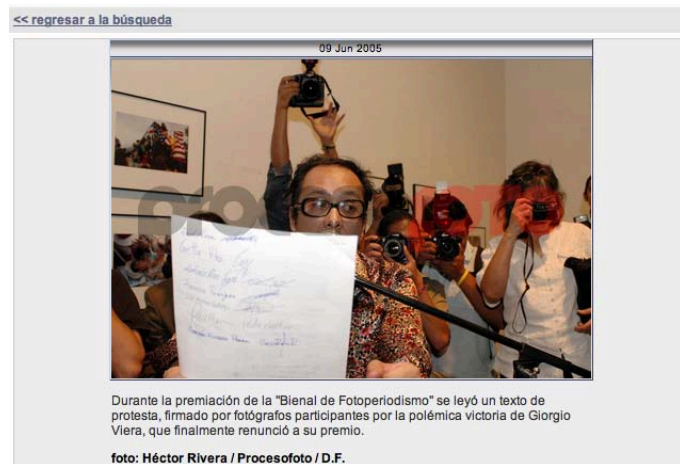 << regresar a la búsqueda
09 Jun 2005
proceso foto
Durante la premiación de la "Bienal de Fotoperiodismo" se leyó un texto de
protesta, firmado por fotógrafos participantes por la polémica victoria de Giorgio
Viera, que finalmente renunció a su premio.
foto: Héctor Rivera / Procesofoto / D.F.